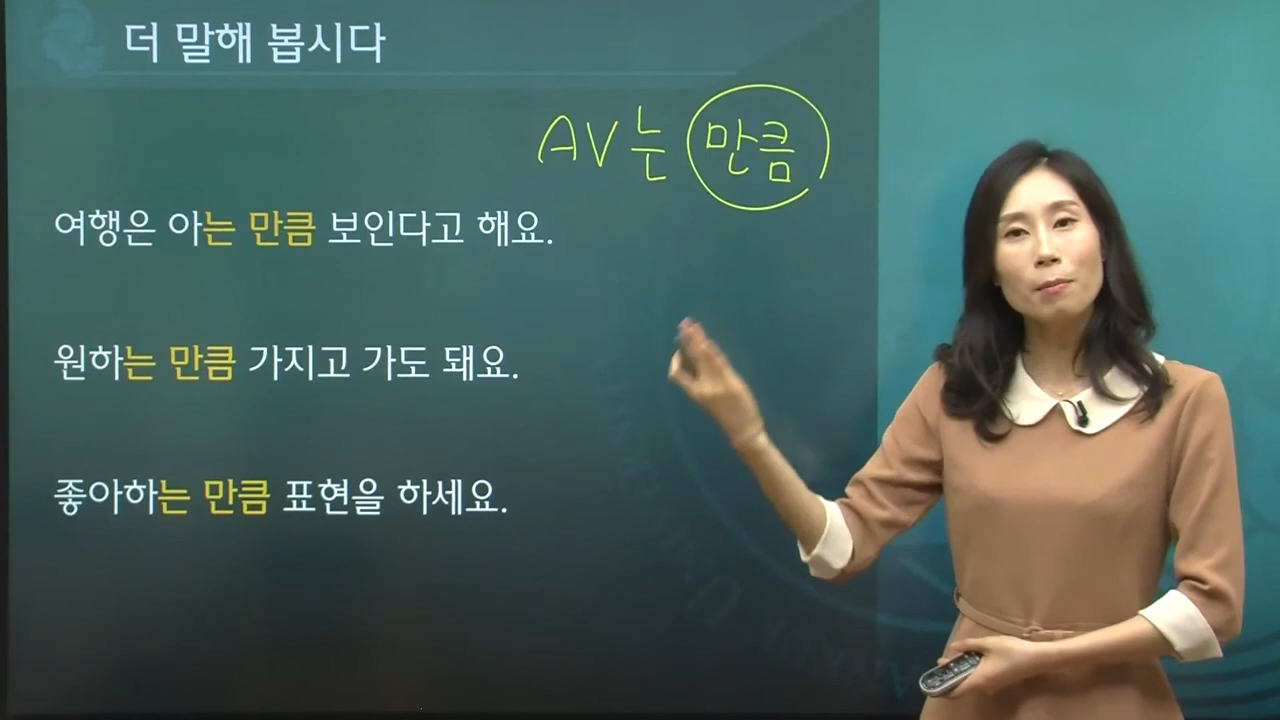 더 말해 봅시다
AV는 만큼
여행은 아는 만큼 보인다고 해요.
원하는 만큼 가지고 가도 돼요.
좋아하는 만큼 표현을 하세요.